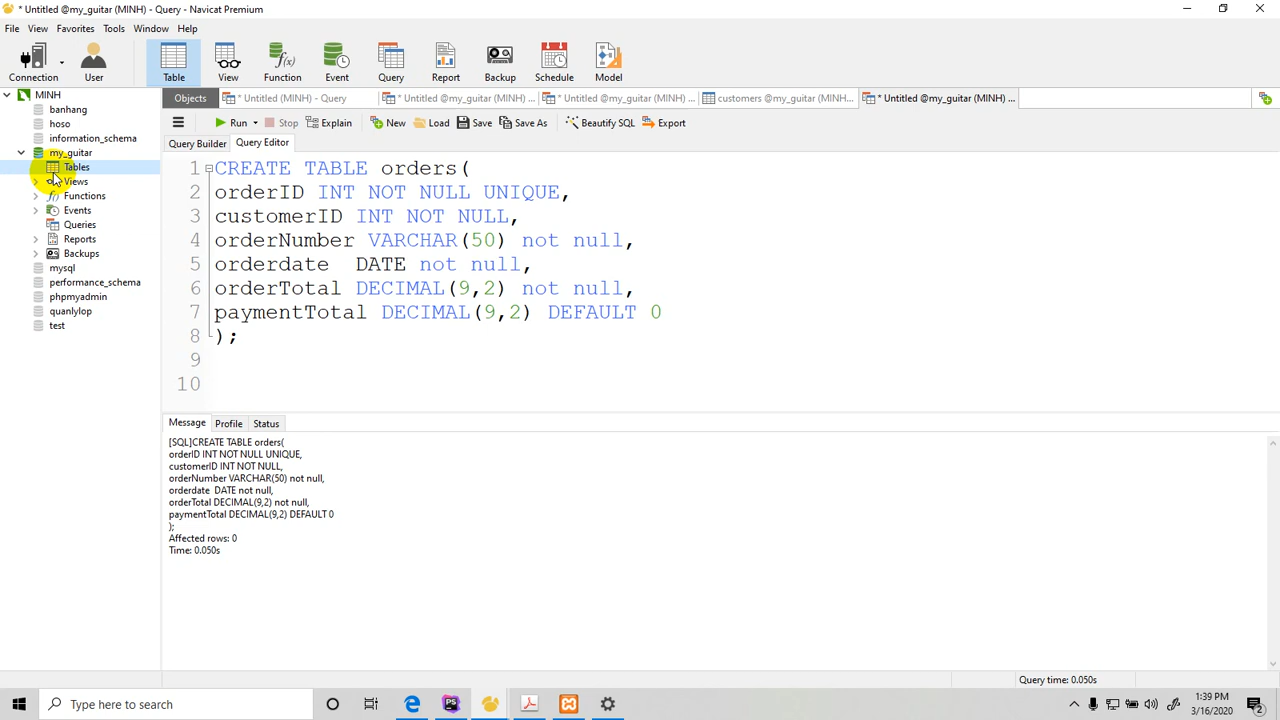 * Untitled @my_guitar (MINH) - Query - Navicat Premium
File View Favorites Tools Window Help
Connection User Table View Function Event Query Report Backup Schedule Model
MINH
banhang
hoso
information_schema
my_guitar
Tables
Views
Functions
Events
Queries
Reports
Backups
mysql
performance_schema
phpmyadmin
quanlylop
test
Objects * Untitled (MINH) - Query * Untitled @my_guitar (MINH) ... * Untitled @my_guitar (MINH) ... customers @my_guitar (MINH)... * Untitled @my_guitar (MINH) ...
Run Stop Explain New Load Save Save As Beautify SQL Export
Query Builder Query Editor
1 CREATE TABLE orders(
2 orderID INT NOT NULL UNIQUE,
3 customerID INT NOT NULL,
4 orderNumber VARCHAR(50) not null,
5 orderdate  DATE not null,
6 orderTotal DECIMAL(9,2) not null,
7 paymentTotal DECIMAL(9,2) DEFAULT 0
8 );
9
10
Message Profile Status
[SQL]CREATE TABLE orders(
orderID INT NOT NULL UNIQUE,
customerID INT NOT NULL,
orderNumber VARCHAR(50) not null,
orderdate  DATE not null,
orderTotal DECIMAL(9,2) not null,
paymentTotal DECIMAL(9,2) DEFAULT 0
);
Affected rows: 0
Time: 0.050s
Query time: 0.050s
Type here to search
1:39 PM
3/16/2020
2